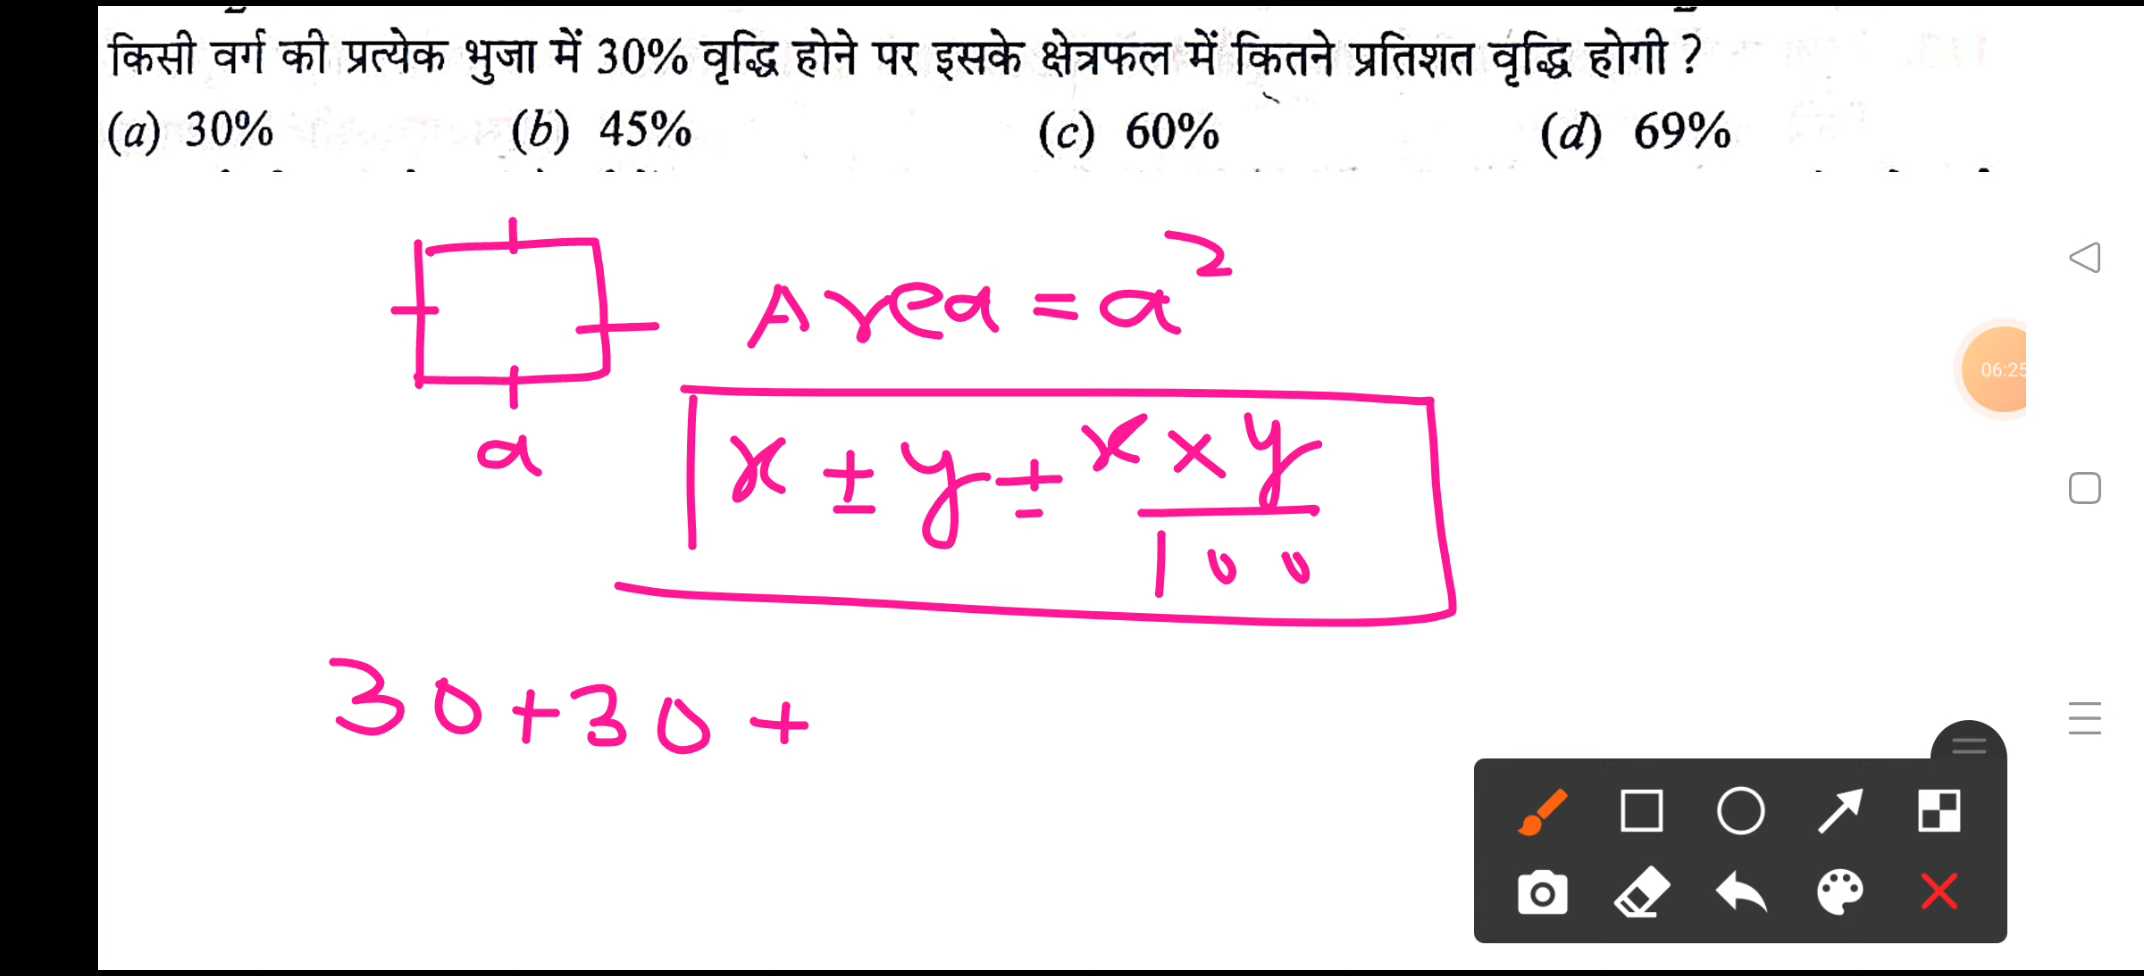 किसी वर्ग की प्रत्येक भुजा में 30% वृद्धि होने पर इसके क्षेत्रफल में कितने प्रतिशत वृद्धि होगी ?
(a) 30% (b) 45% (c) 60% (d) 69%
Area = a²
a
x ± y ± x × y / 100
30 + 30 +
06:25